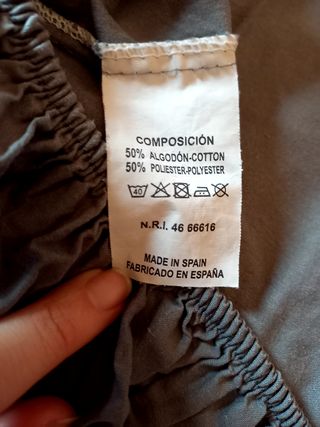 COMPOSICIÓN
50% ALGODÓN-COTTON
50% POLIESTER-POLYESTER
40
N.R.I. 46 66616
MADE IN SPAIN
FABRICADO EN ESPAÑA